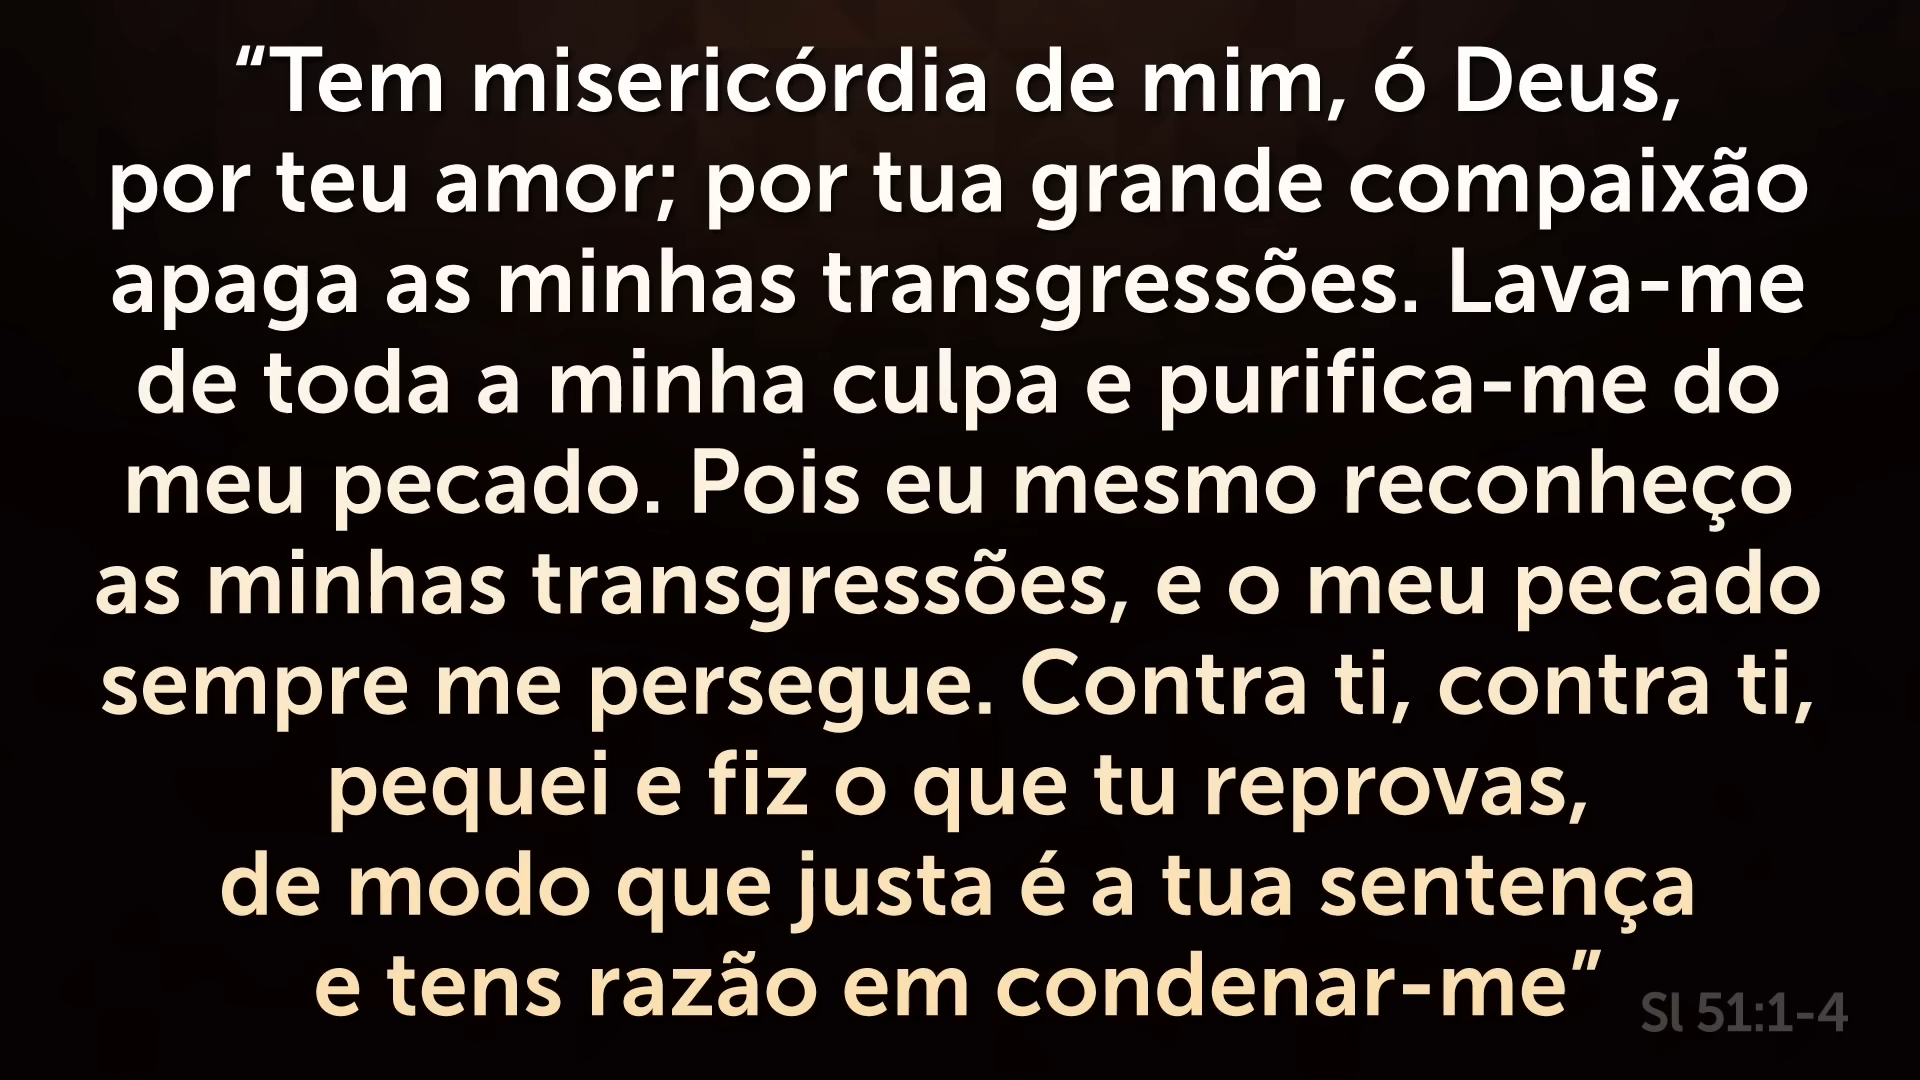 “Tem misericórdia de mim, ó Deus,
por teu amor; por tua grande compaixão
apaga as minhas transgressões. Lava-me
de toda a minha culpa e purifica-me do
meu pecado. Pois eu mesmo reconheço
as minhas transgressões, e o meu pecado
sempre me persegue. Contra ti, contra ti,
pequei e fiz o que tu reprovas,
de modo que justa é a tua sentença
e tens razão em condenar-me”
Sl 51:1-4